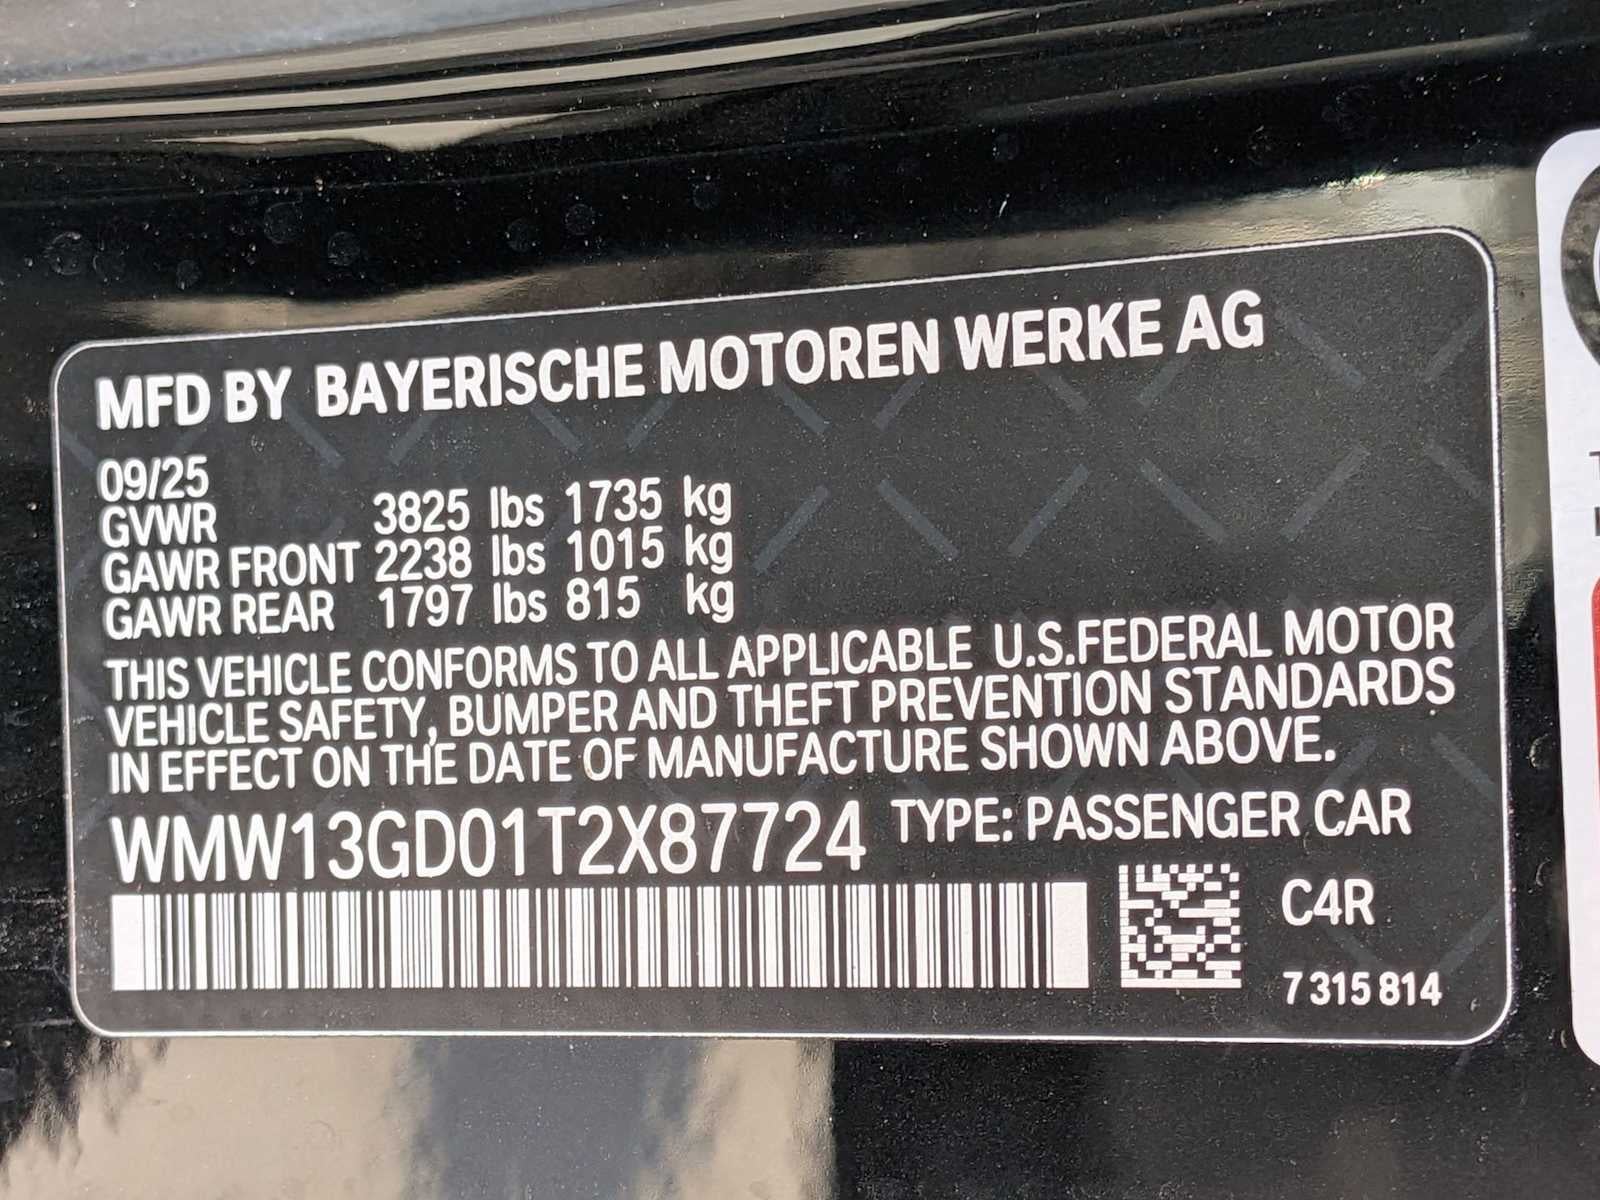 MFD BY BAYERISCHE MOTOREN WERKE AG
09/25
GVWR 3825 lbs 1735 kg
GAWR FRONT 2238 lbs 1015 kg
GAWR REAR 1797 lbs 815 kg
THIS VEHICLE CONFORMS TO ALL APPLICABLE U.S.FEDERAL MOTOR
VEHICLE SAFETY, BUMPER AND THEFT PREVENTION STANDARDS
IN EFFECT ON THE DATE OF MANUFACTURE SHOWN ABOVE.
WMW13GD01T2X87724 TYPE: PASSENGER CAR
C4R
7 315 814